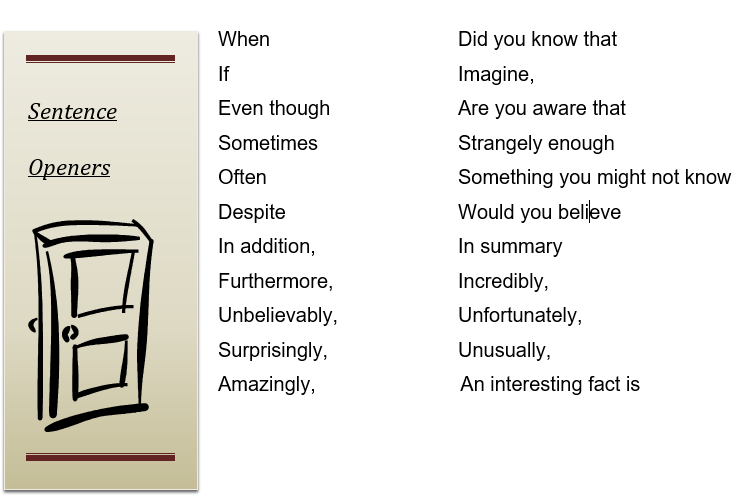 Sentence
Openers
When
If
Even though
Sometimes
Often
Despite
In addition,
Furthermore,
Unbelievably,
Surprisingly,
Amazingly,
Did you know that
Imagine,
Are you aware that
Strangely enough
Something you might not know
Would you believe
In summary
Incredibly,
Unfortunately,
Unusually,
An interesting fact is